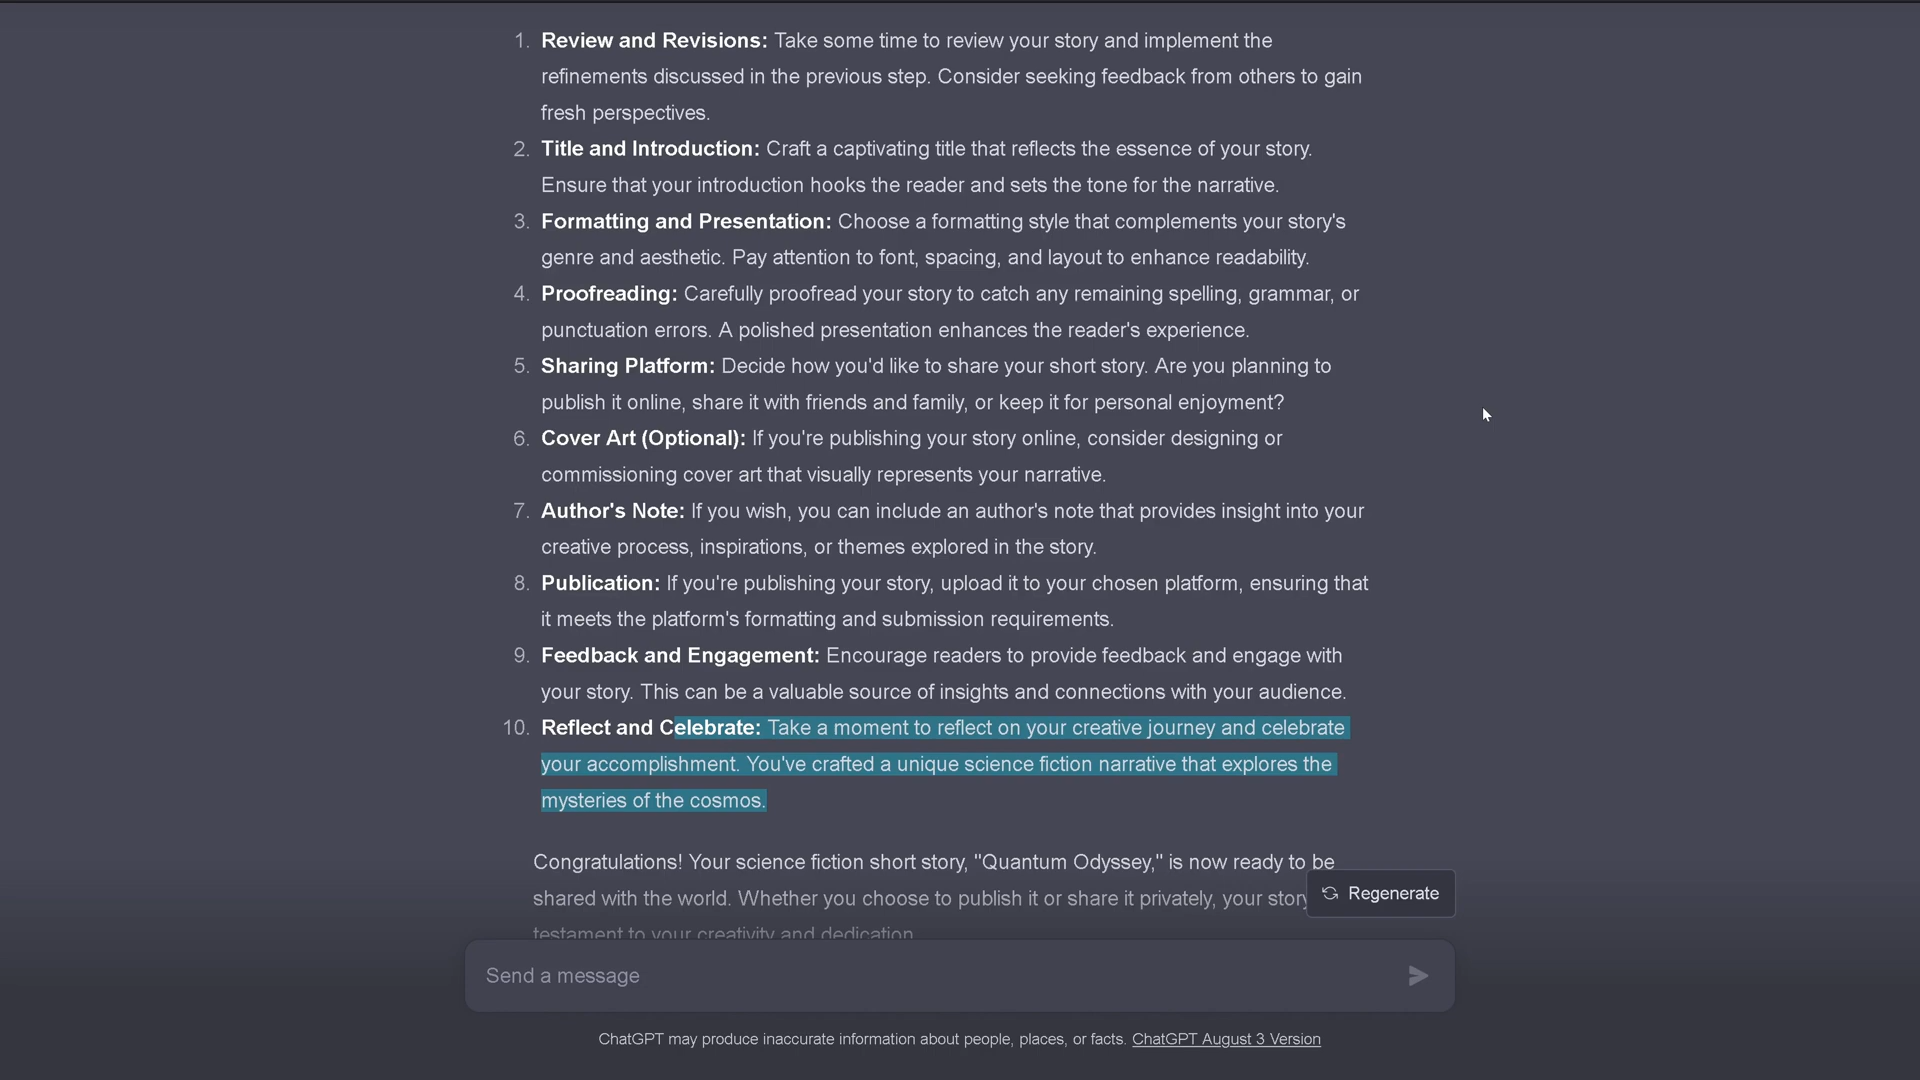 1. Review and Revisions: Take some time to review your story and implement the
refinements discussed in the previous step. Consider seeking feedback from others to gain
fresh perspectives.
2. Title and Introduction: Craft a captivating title that reflects the essence of your story.
Ensure that your introduction hooks the reader and sets the tone for the narrative.
3. Formatting and Presentation: Choose a formatting style that complements your story's
genre and aesthetic. Pay attention to font, spacing, and layout to enhance readability.
4. Proofreading: Carefully proofread your story to catch any remaining spelling, grammar, or
punctuation errors. A polished presentation enhances the reader's experience.
5. Sharing Platform: Decide how you'd like to share your short story. Are you planning to
publish it online, share it with friends and family, or keep it for personal enjoyment?
6. Cover Art (Optional): If you're publishing your story online, consider designing or
commissioning cover art that visually represents your narrative.
7. Author's Note: If you wish, you can include an author's note that provides insight into your
creative process, inspirations, or themes explored in the story.
8. Publication: If you're publishing your story, upload it to your chosen platform, ensuring that
it meets the platform's formatting and submission requirements.
9. Feedback and Engagement: Encourage readers to provide feedback and engage with
your story. This can be a valuable source of insights and connections with your audience.
10. Reflect and Celebrate: Take a moment to reflect on your creative journey and celebrate
your accomplishment. You've crafted a unique science fiction narrative that explores the
mysteries of the cosmos.
Congratulations! Your science fiction short story, "Quantum Odyssey," is now ready to be
shared with the world. Whether you choose to publish it or share it privately, your story
testament to your creativity and dedication
Regenerate
Send a message
ChatGPT may produce inaccurate information about people, places, or facts. ChatGPT August 3 Version